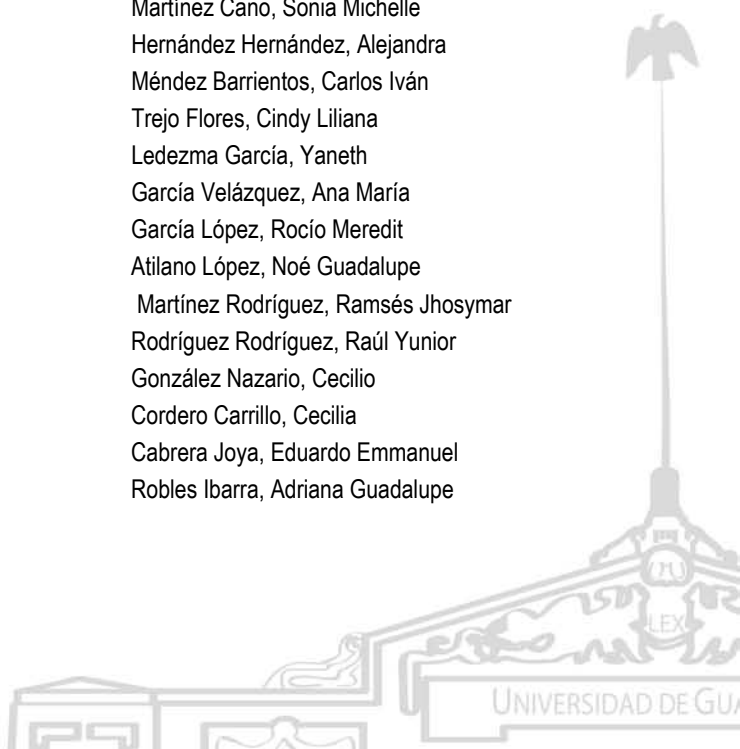 Martínez Cano, Sonia Michelle
Hernández Hernández, Alejandra
Méndez Barrientos, Carlos Iván
Trejo Flores, Cindy Liliana
Ledezma García, Yaneth
García Velázquez, Ana María
García López, Rocío Meredit
Atilano López, Noé Guadalupe
Martínez Rodríguez, Ramsés Jhosymar
Rodríguez Rodríguez, Raúl Yunior
González Nazario, Cecilio
Cordero Carrillo, Cecilia
Cabrera Joya, Eduardo Emmanuel
Robles Ibarra, Adriana Guadalupe
LEX
UNIVERSIDAD DE GUA